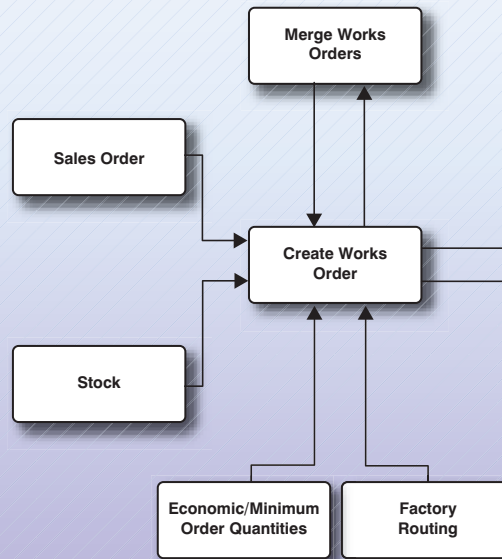 Merge Works
Orders
Sales Order
Create Works
Order
Stock
Economic/Minimum
Order Quantities
Factory
Routing